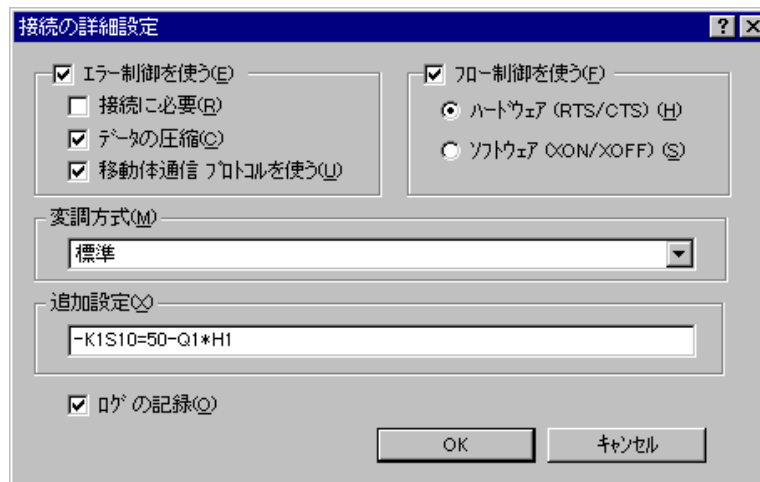 接続の詳細設定
エラー制御を使う(E)
接続に必要(R)
データの圧縮(C)
移動体通信 プロトコルを使う(U)
フロー制御を使う(F)
ハードウェア (RTS/CTS) (H)
ソフトウェア (XON/XOFF) (S)
変調方式(M)
標準
追加設定(X)
-K1S10=50-Q1*H1
ログの記録(O)
OK
キャンセル